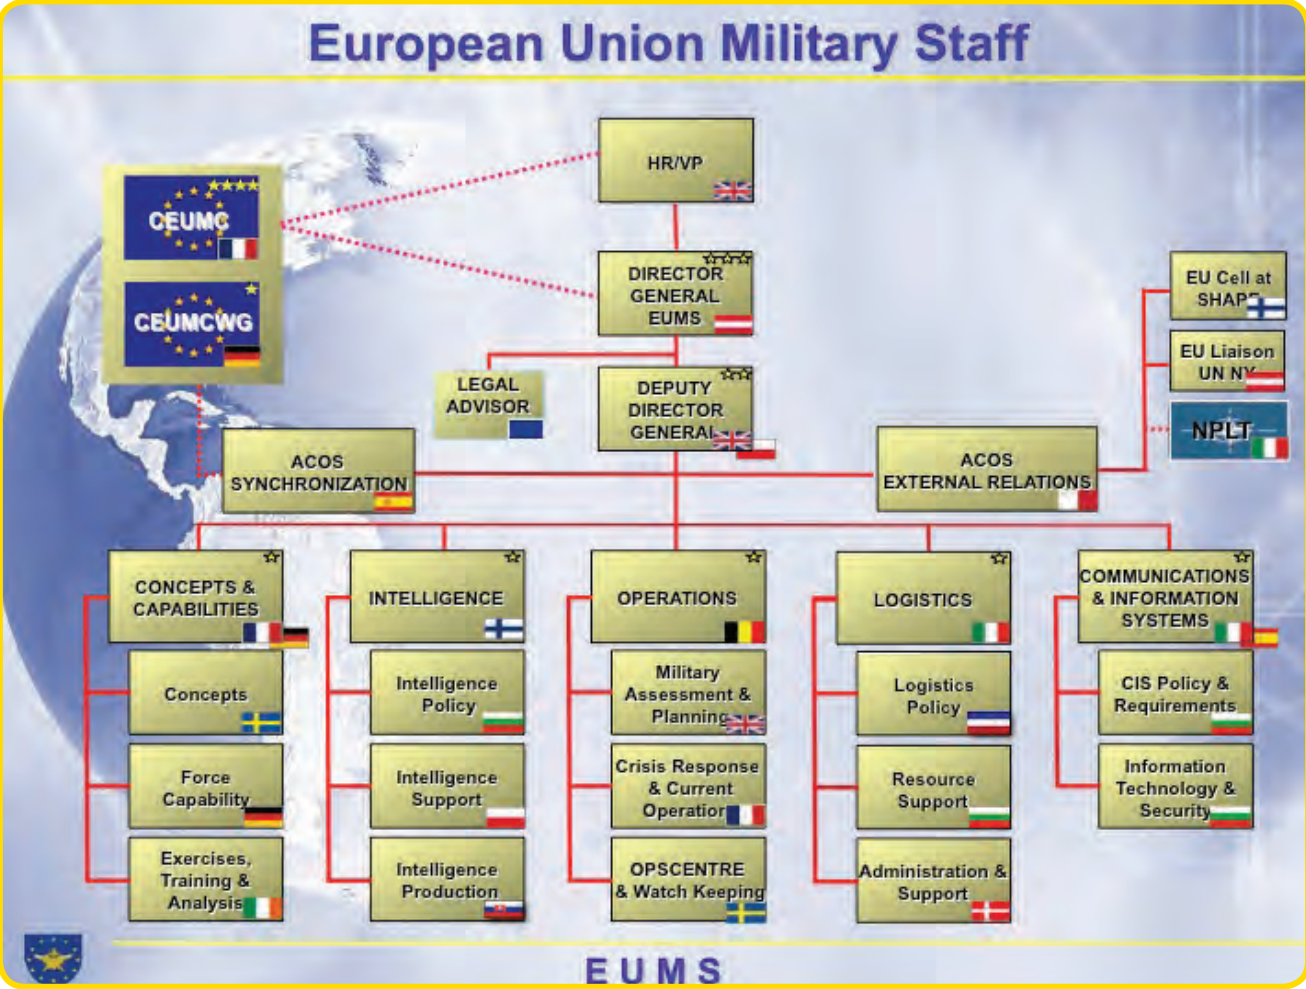 European Union Military Staff
HR/VP
CEUMC
CEUMCWG
DIRECTOR
GENERAL
EUMS
LEGAL
ADVISOR
DEPUTY
DIRECTOR
GENERAL
EU Cell at
SHAPE
EU Liaison
UN NY
NPLT
ACOS
SYNCHRONIZATION
ACOS
EXTERNAL RELATIONS
CONCEPTS &
CAPABILITIES
Concepts
Force
Capability
Exercises,
Training &
Analysis
INTELLIGENCE
Intelligence
Policy
Intelligence
Support
Intelligence
Production
OPERATIONS
Military
Assessment &
Planning
Crisis Response
& Current
Operation
OPSCENTRE
& Watch Keeping
LOGISTICS
Logistics
Policy
Resource
Support
Administration &
Support
COMMUNICATIONS
& INFORMATION
SYSTEMS
CIS Policy &
Requirements
Information
Technology &
Security
EUMS